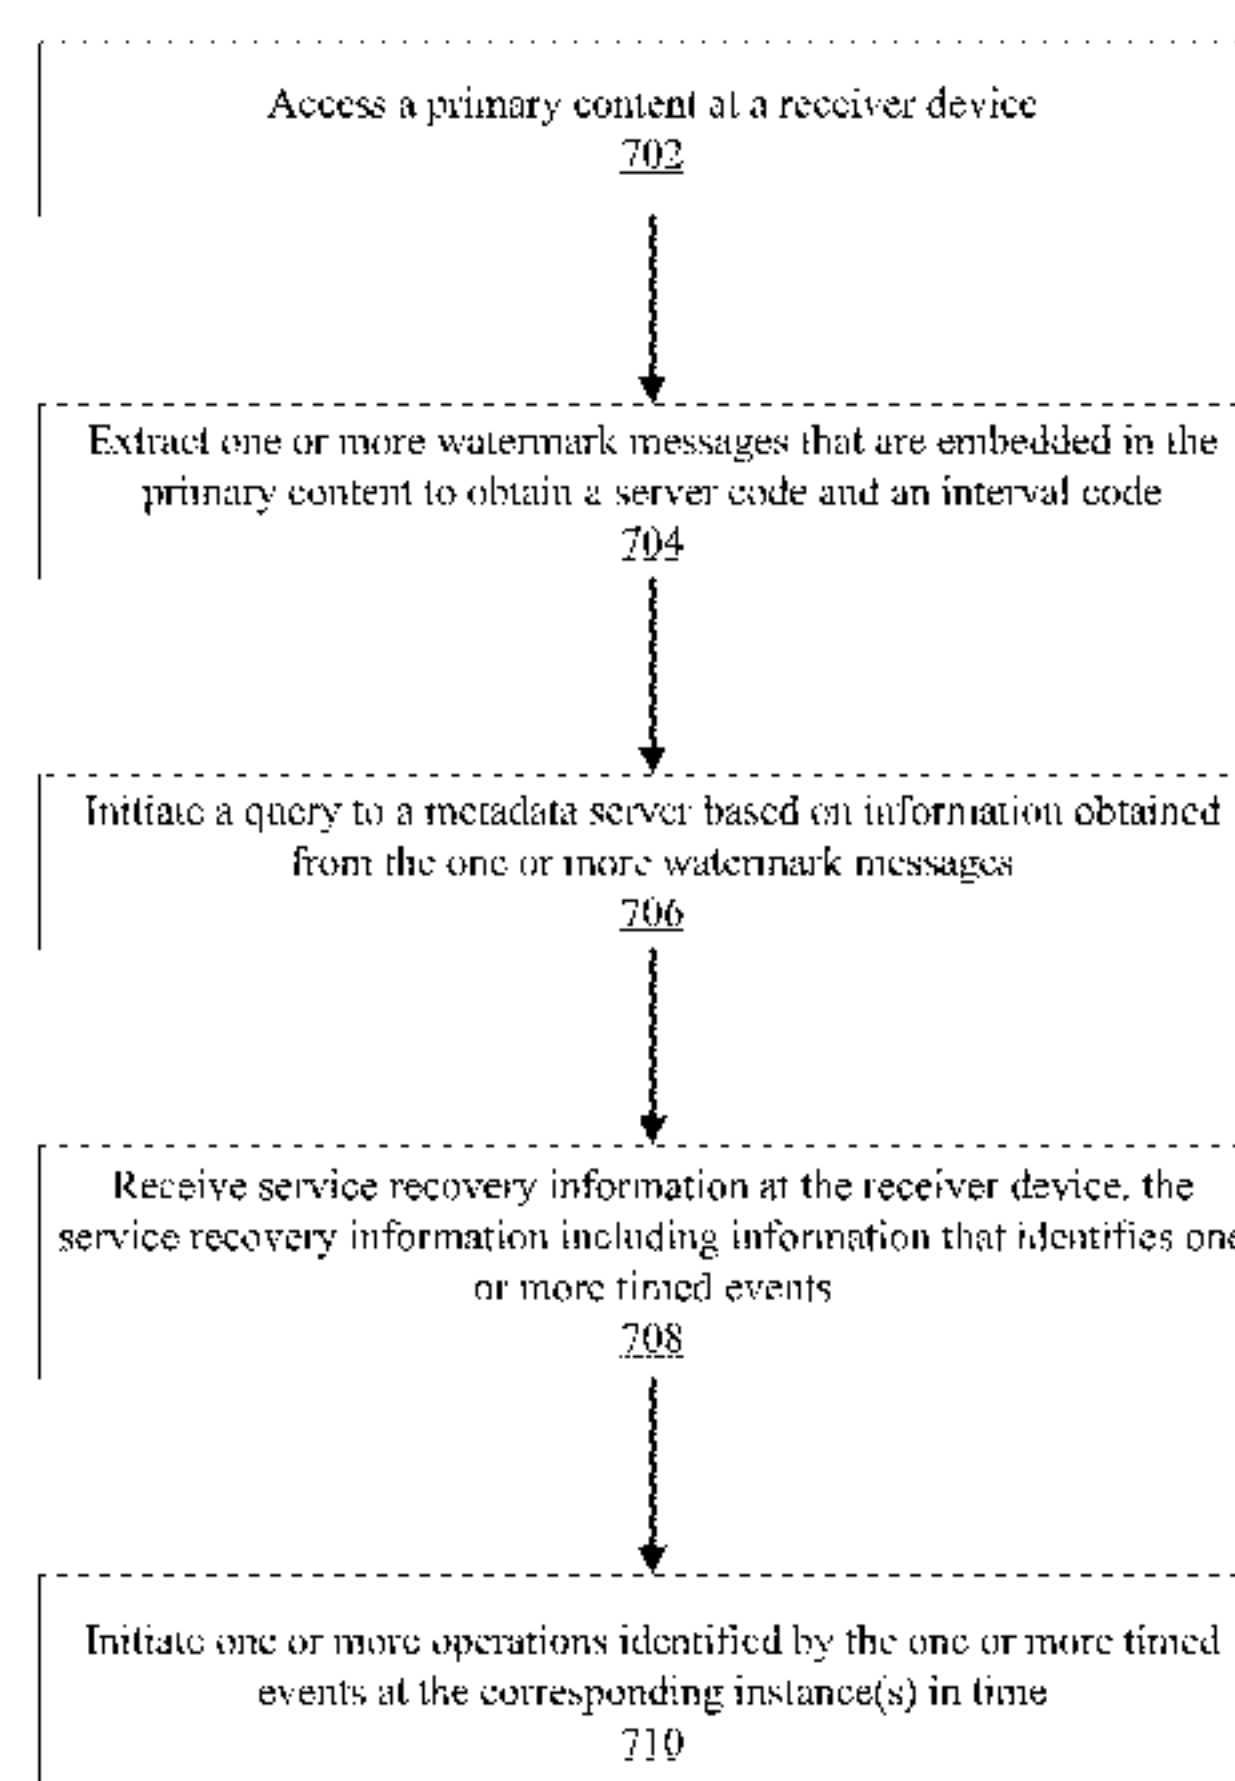 Access a primary content at a receiver device
702
Extract one or more watermark messages that are embedded in the
primary content to obtain a server code and an interval code
704
Initiate a query to a metadata server based on information obtained
from the one or more watermark messages
706
Receive service recovery information at the receiver device, the
service recovery information including information that identifies one
or more timed events
708
Initiate one or more operations identified by the one or more timed
events at the corresponding instance(s) in time
710